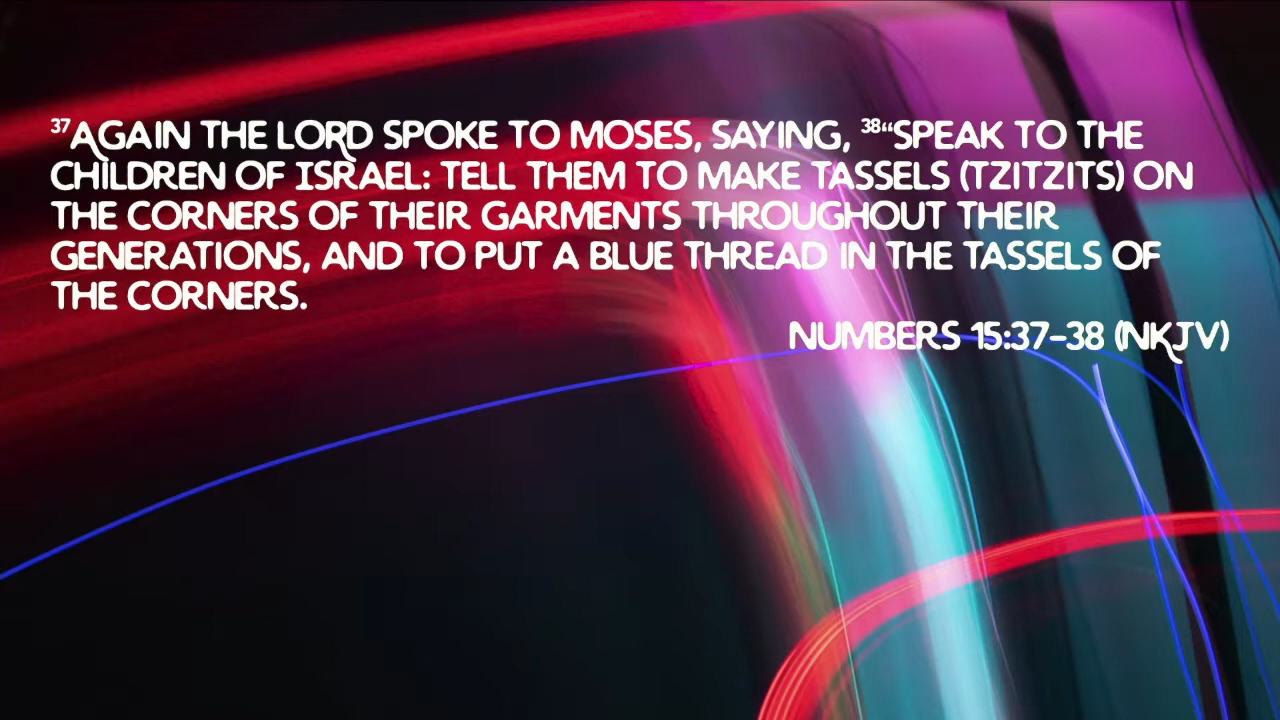 ³⁷AGAIN THE LORD SPOKE TO MOSES, SAYING, ³⁸“SPEAK TO THE
CHILDREN OF ISRAEL: TELL THEM TO MAKE TASSELS (TZITZITS) ON
THE CORNERS OF THEIR GARMENTS THROUGHOUT THEIR
GENERATIONS, AND TO PUT A BLUE THREAD IN THE TASSELS OF
THE CORNERS.
NUMBERS 15:37–38 (NKJV)